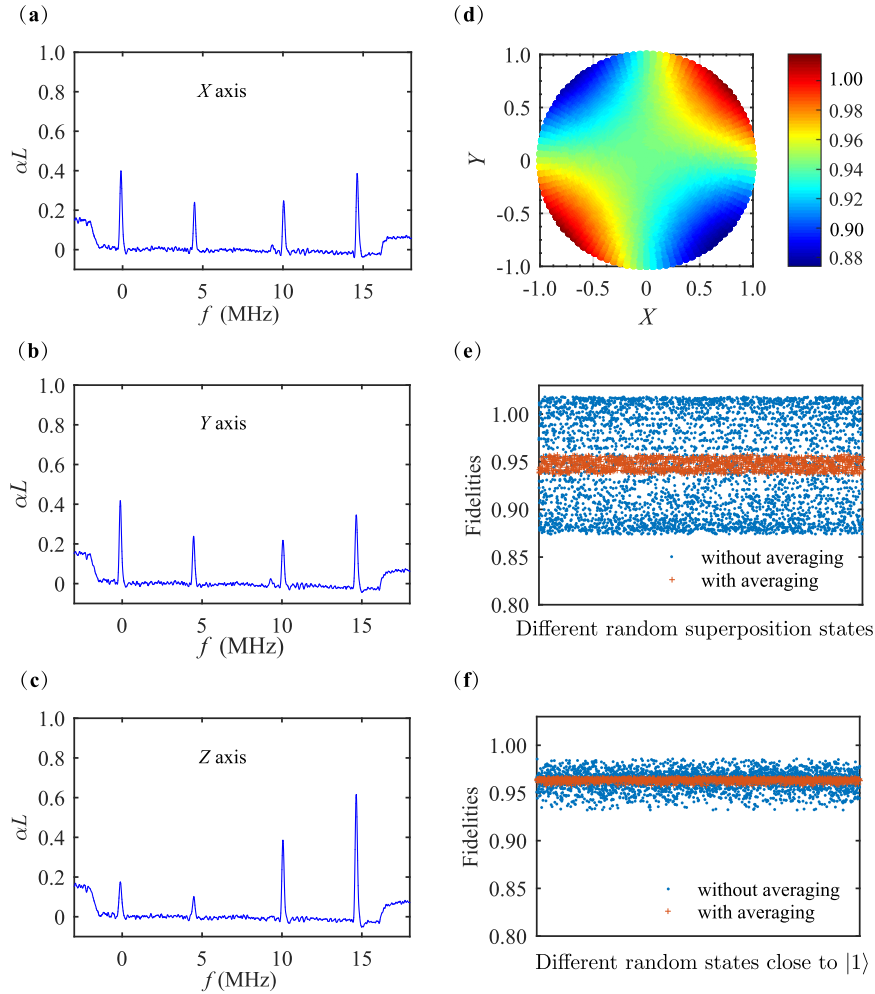 (a)
1.0
0.8
0.6
0.4
0.2
0
αL
X axis
0 5 10 15
f (MHz)
(b)
1.0
0.8
0.6
0.4
0.2
0
αL
Y axis
0 5 10 15
f (MHz)
(c)
1.0
0.8
0.6
0.4
0.2
0
αL
Z axis
0 5 10 15
f (MHz)
(d)
1.0
0.5
0
-0.5
-1.0
Y
-1.0 -0.5 0 0.5 1.0
X
1.00
0.98
0.96
0.94
0.92
0.90
0.88
(e)
1.00
0.95
0.90
0.85
0.80
Fidelities
without averaging
with averaging
Different random superposition states
(f)
1.00
0.95
0.90
0.85
0.80
Fidelities
without averaging
with averaging
Different random states close to |1⟩